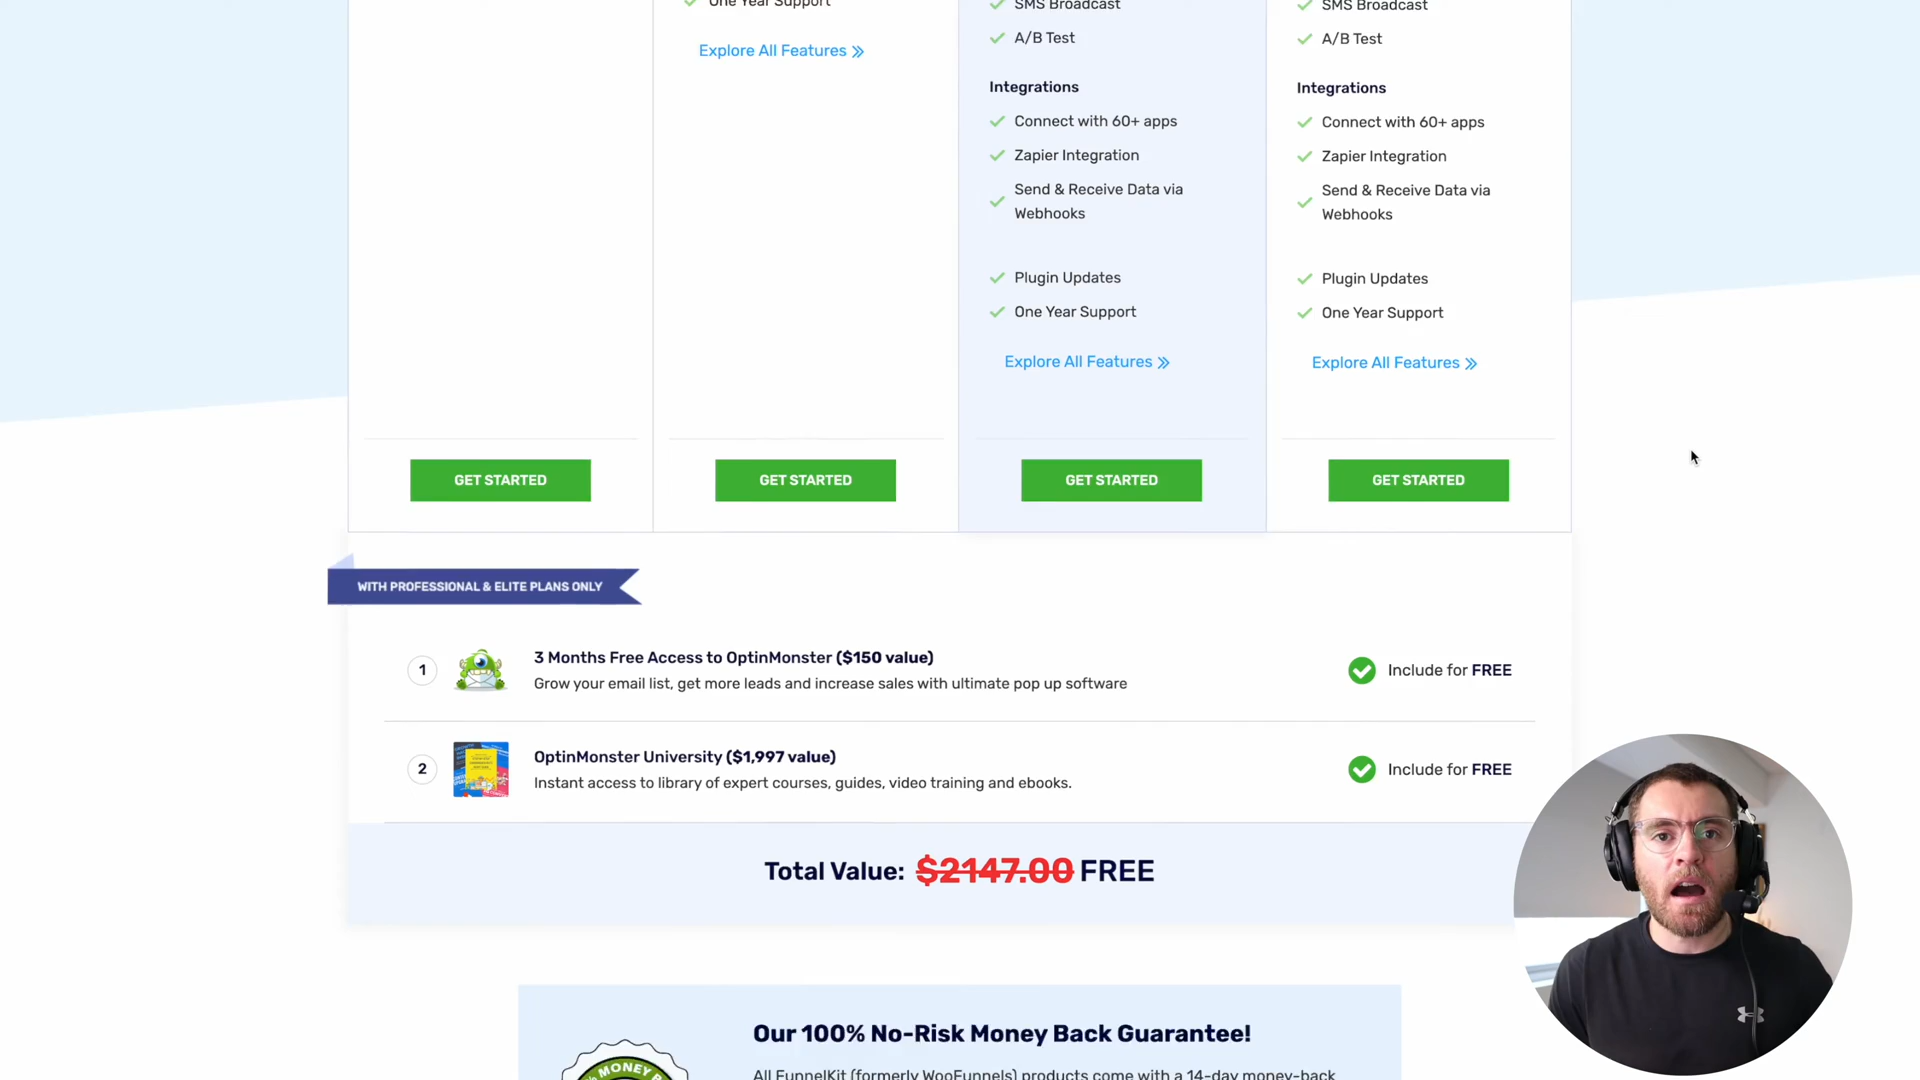 One Year Support
Explore All Features
SMS Broadcast
A/B Test
Integrations
Connect with 60+ apps
Zapier Integration
Send & Receive Data via
Webhooks
Plugin Updates
One Year Support
Explore All Features
SMS Broadcast
A/B Test
Integrations
Connect with 60+ apps
Zapier Integration
Send & Receive Data via
Webhooks
Plugin Updates
One Year Support
Explore All Features
GET STARTED
GET STARTED
GET STARTED
GET STARTED
WITH PROFESSIONAL & ELITE PLANS ONLY
1
3 Months Free Access to OptinMonster ($150 value)
Grow your email list, get more leads and increase sales with ultimate pop up software
Include for FREE
2
OptinMonster University ($1,997 value)
Instant access to library of expert courses, guides, video training and ebooks.
Include for FREE
Total Value: $2147.00 FREE
Our 100% No-Risk Money Back Guarantee!
All FunnelKit (formerly WooFunnels) products come with a 14-day money-back
MONEY